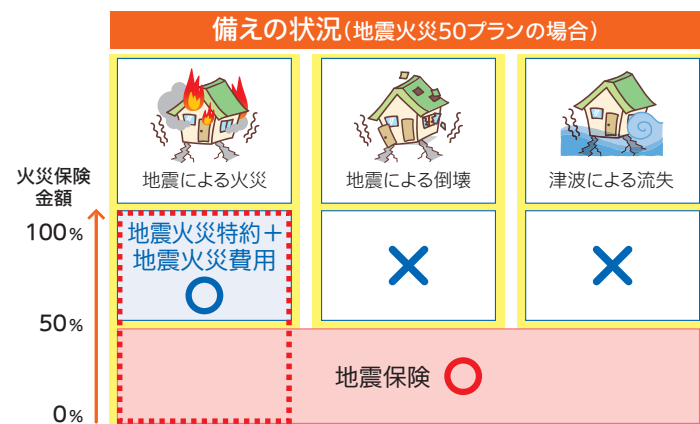 備えの状況(地震火災50プランの場合)
地震による火災
地震による倒壊
津波による流失
火災保険
金額
100%
地震火災特約+
地震火災費用
○
×
×
50%
地震保険 ○
0%